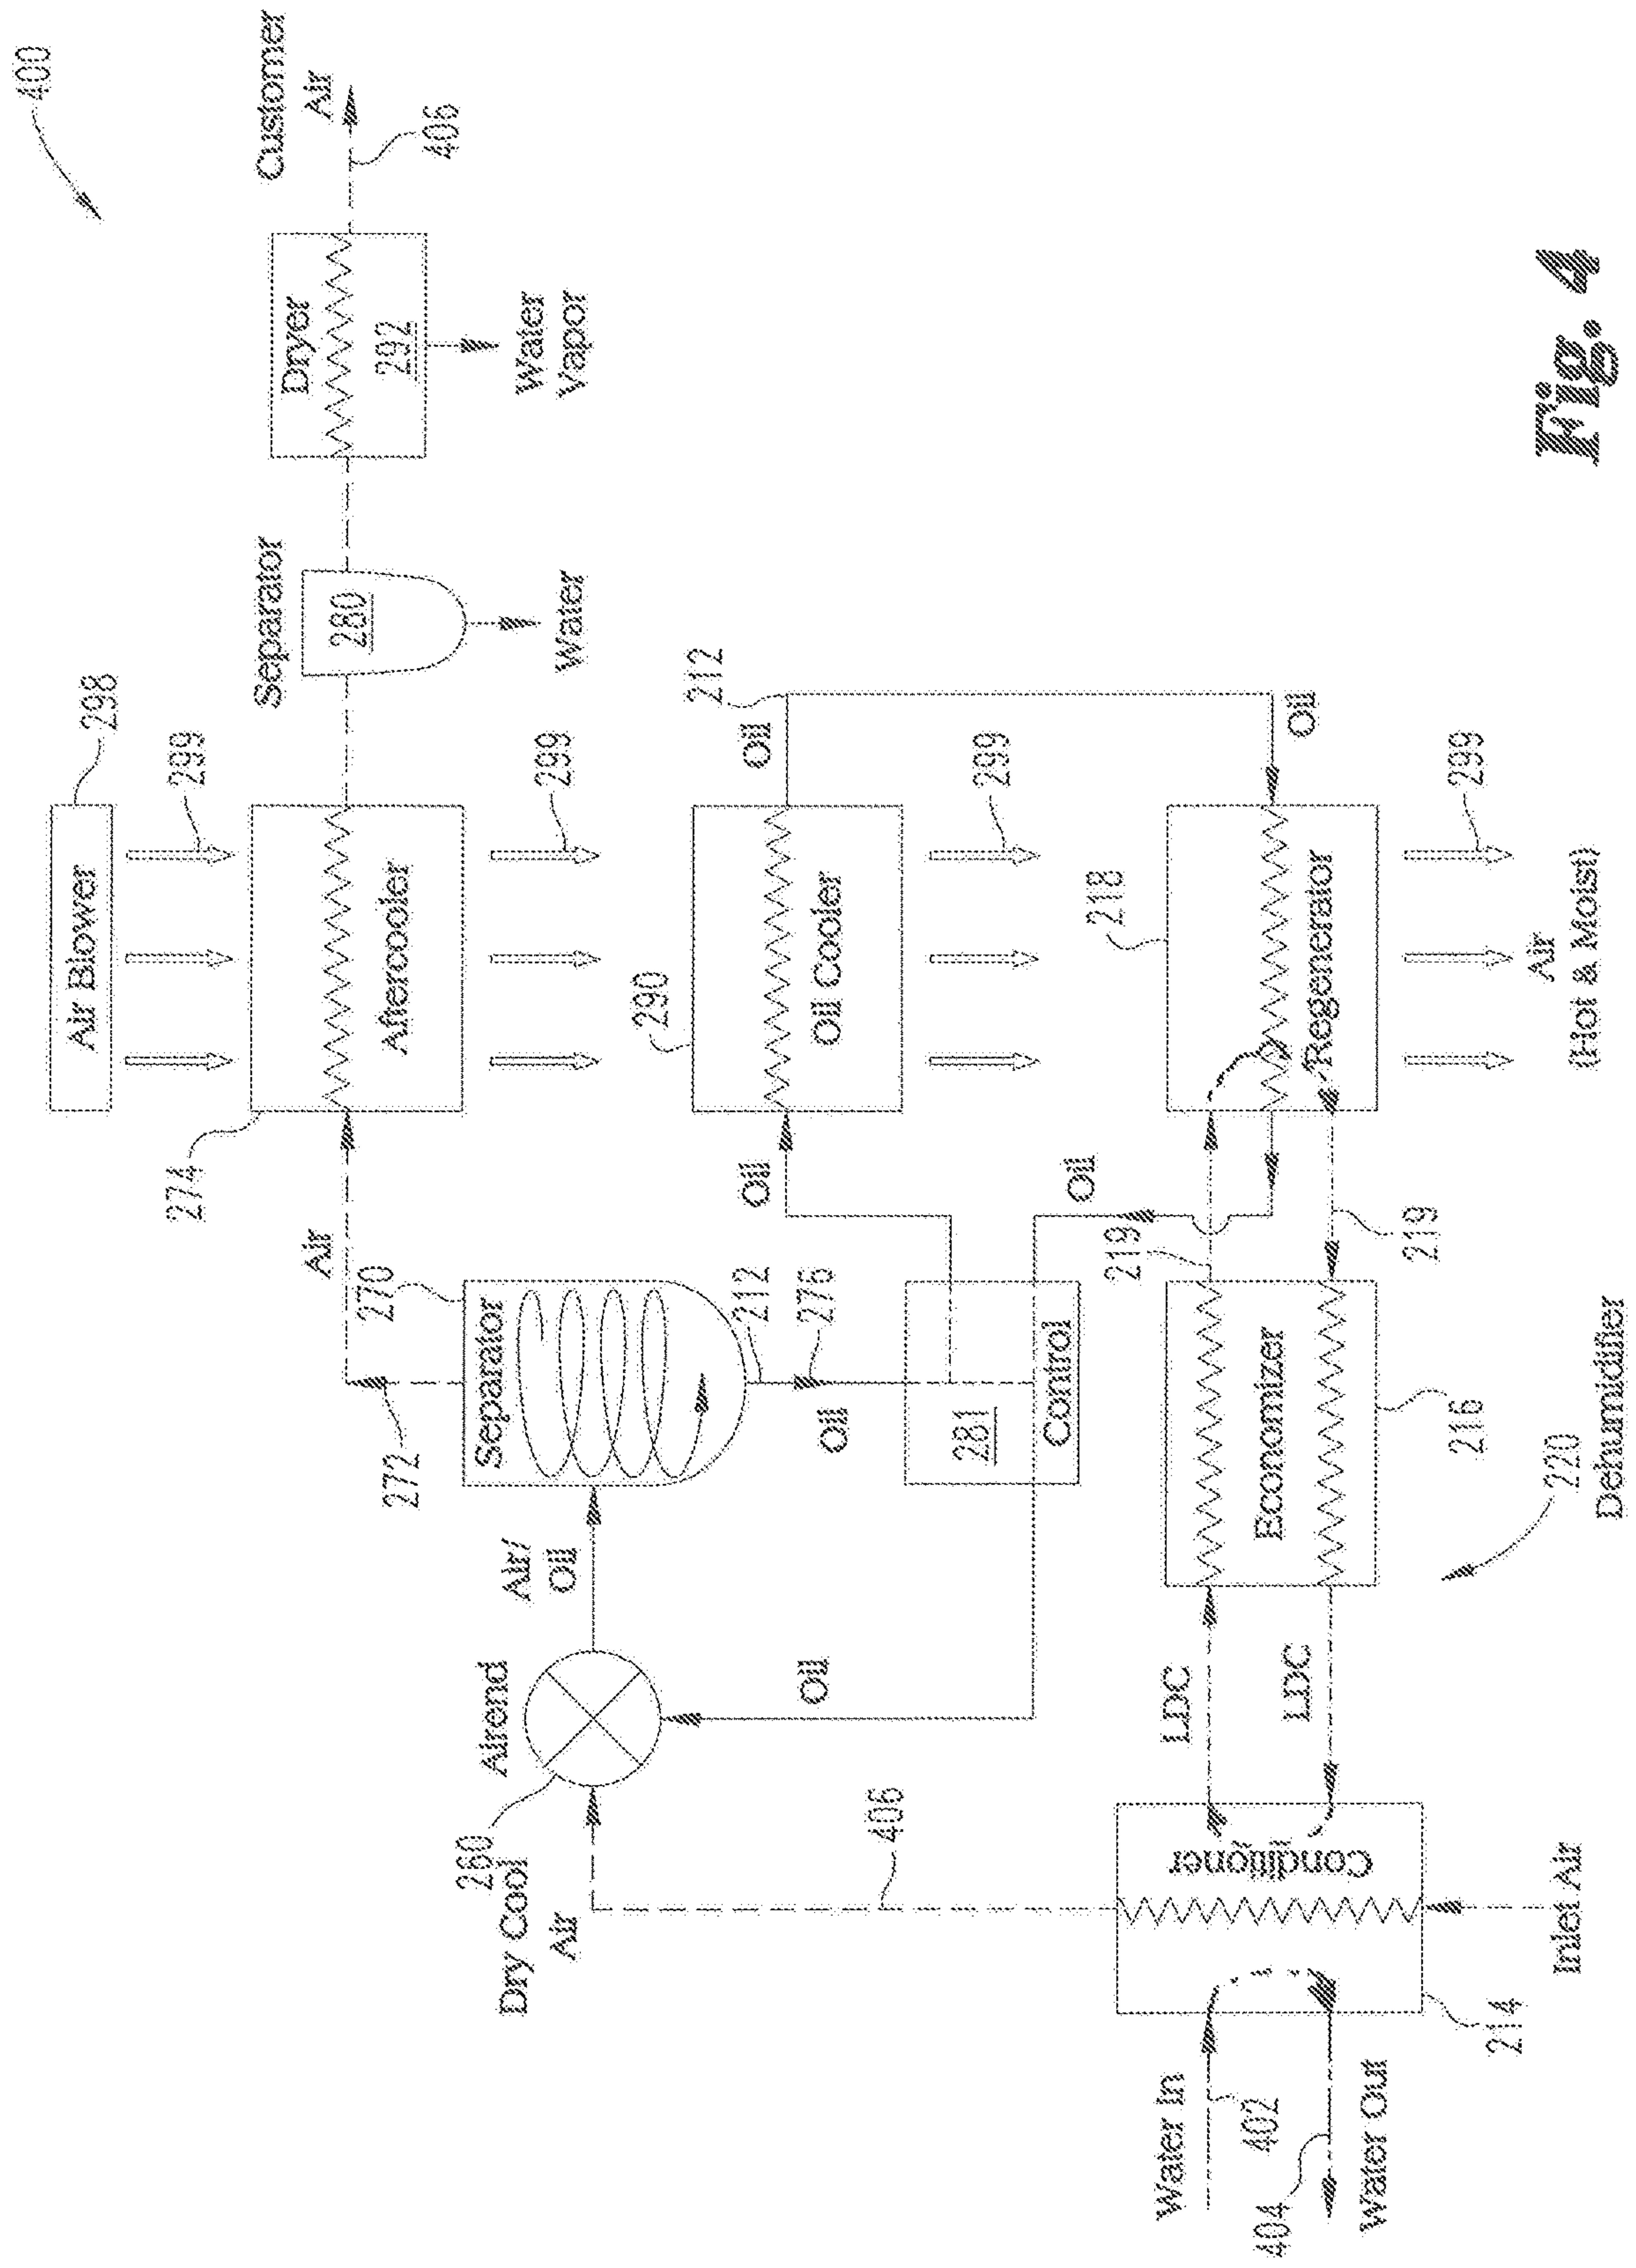 400
Customer
Air
406
Dryer
292
Water
Vapor
Separator
280
Water
298
Air Blower
299
299
274
Aftercooler
Air
272
270
Separator
212
276
Oil
290
Oil Cooler
Oil
Oil
212
299
Oil
218
Regenerator
Oil
299
Air
(Hot & Moist)
281
Control
Airend
260
Air/
Oil
Oil
Dry Cool
Air
406
219
219
Economizer
216
220
Dehumidifier
LDC
LDC
Conditioner
214
Inlet Air
Water In
402
404
Water Out
Fig. 4